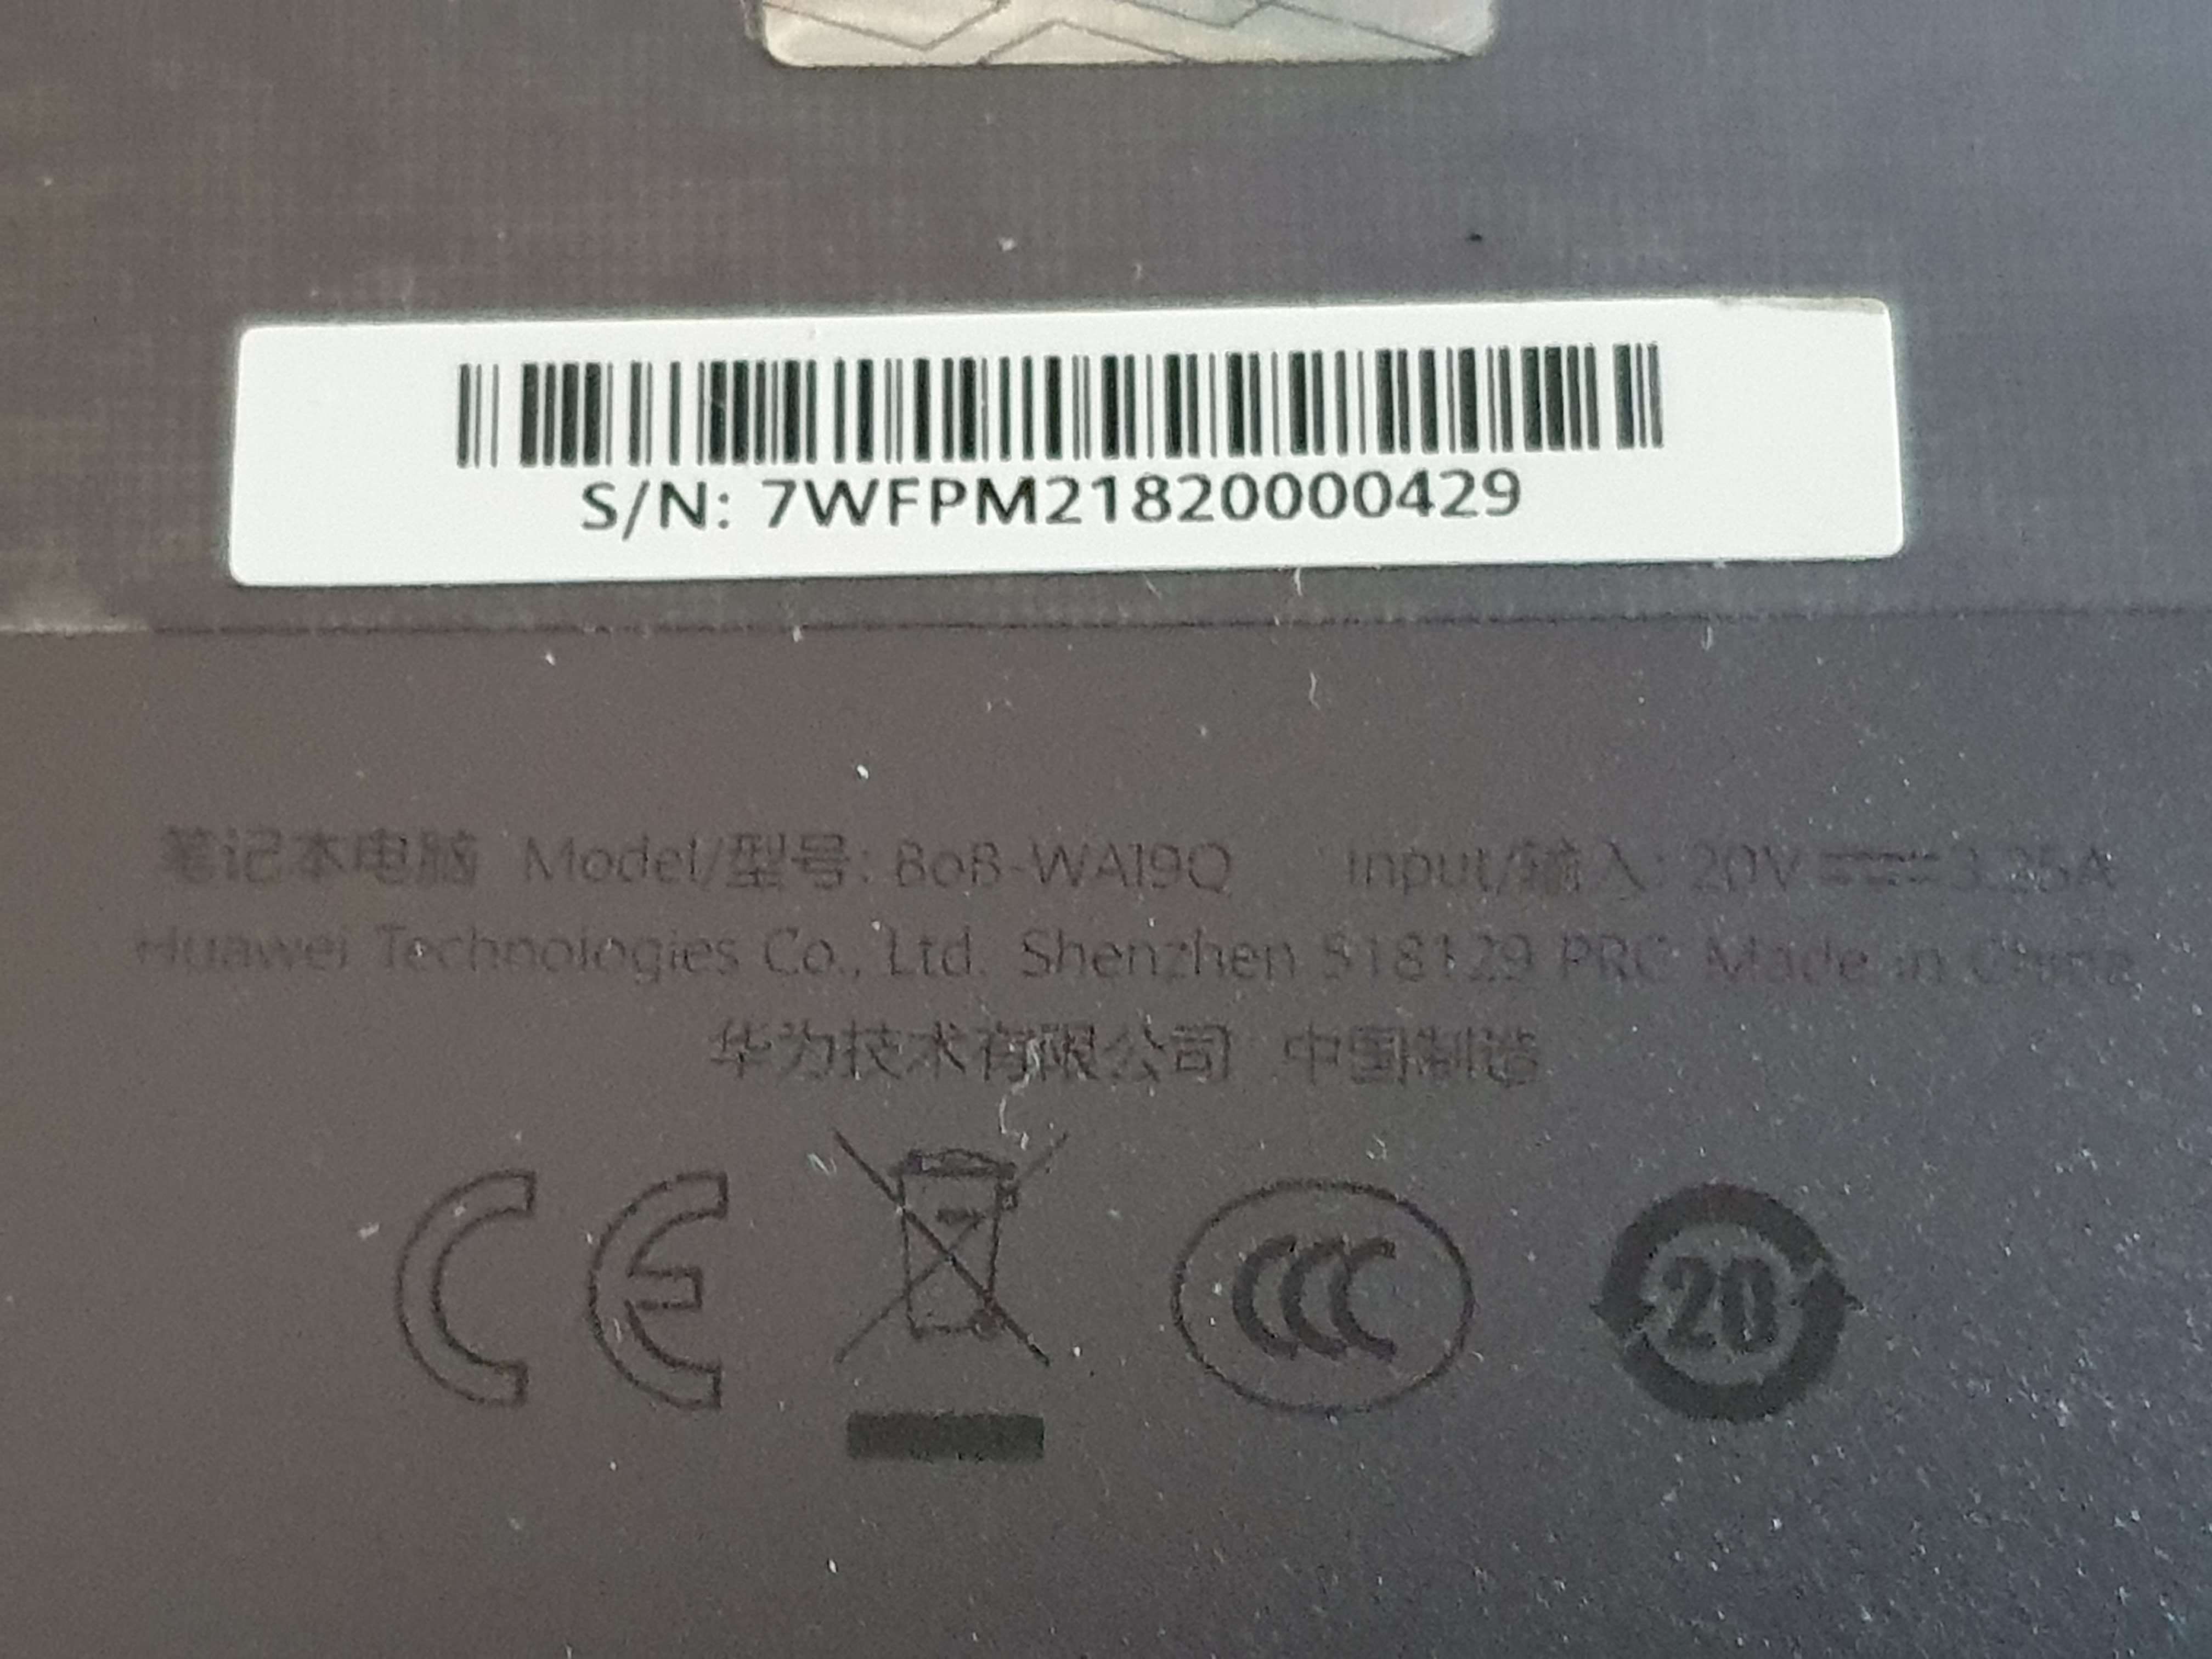 S/N: 7WFPM21820000429
笔记本电脑 Model/型号: BoB-WAI9Q Input/输入: 20V⎓3.25A
Huawei Technologies Co., Ltd. Shenzhen 518129 PRC Made in China
华为技术有限公司 中国制造
CE CCC 20